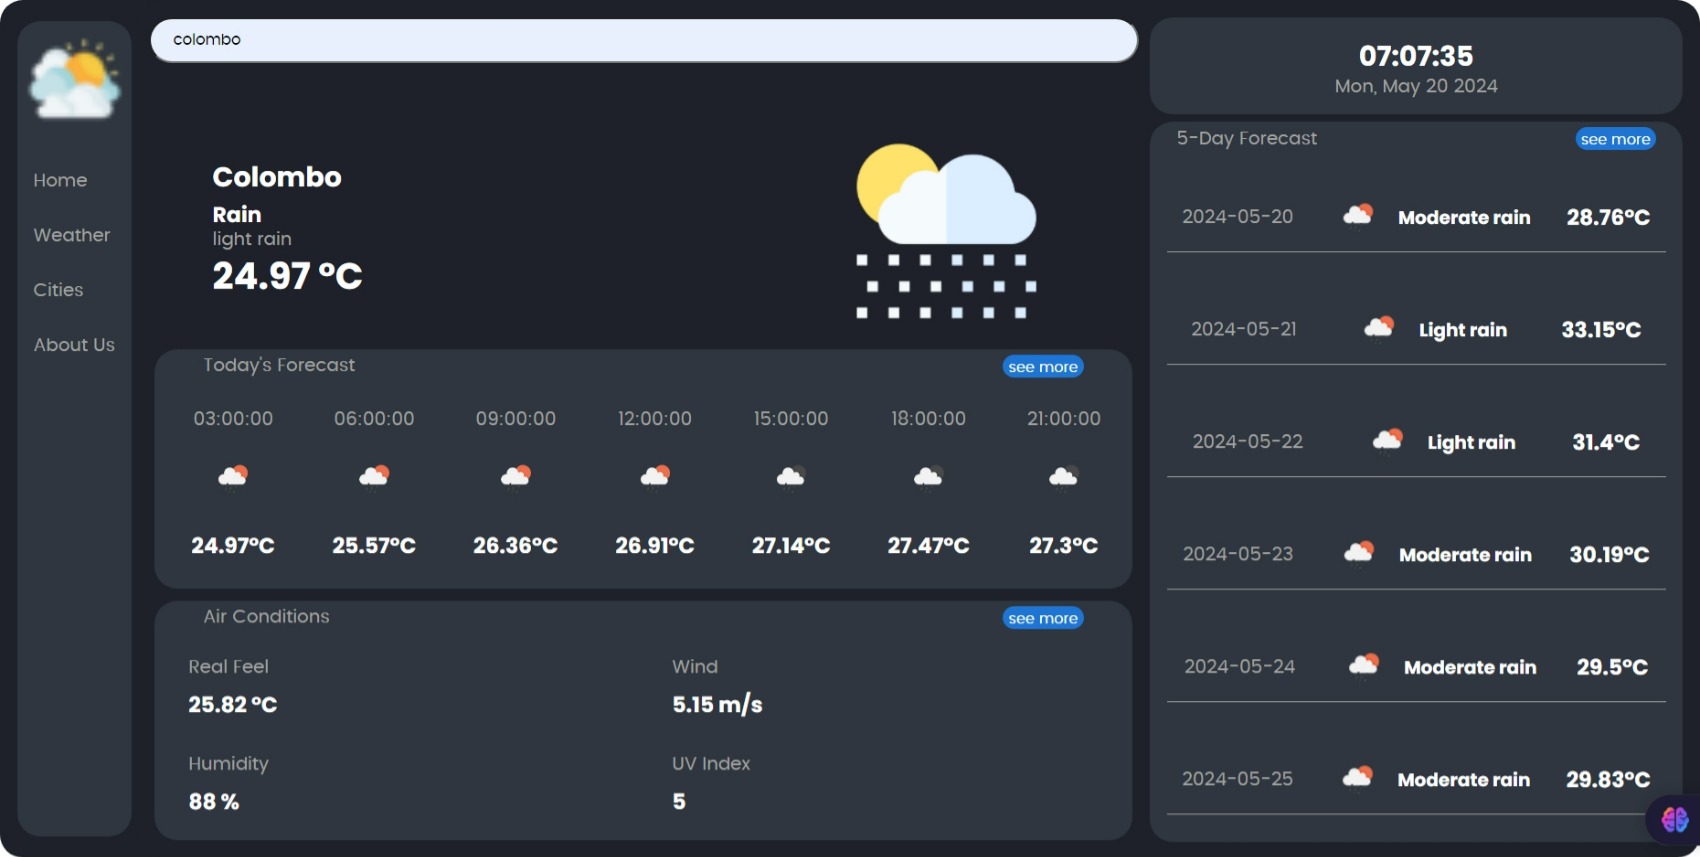 Home
Weather
Cities
About Us
colombo
Colombo
Rain
light rain
24.97 °C
Today's Forecast see more
03:00:00 06:00:00 09:00:00 12:00:00 15:00:00 18:00:00 21:00:00
24.97°C 25.57°C 26.36°C 26.91°C 27.14°C 27.47°C 27.3°C
Air Conditions see more
Real Feel Wind
25.82 °C 5.15 m/s
Humidity UV Index
88 % 5
07:07:35
Mon, May 20 2024
5-Day Forecast see more
2024-05-20 Moderate rain 28.76°C
2024-05-21 Light rain 33.15°C
2024-05-22 Light rain 31.4°C
2024-05-23 Moderate rain 30.19°C
2024-05-24 Moderate rain 29.5°C
2024-05-25 Moderate rain 29.83°C